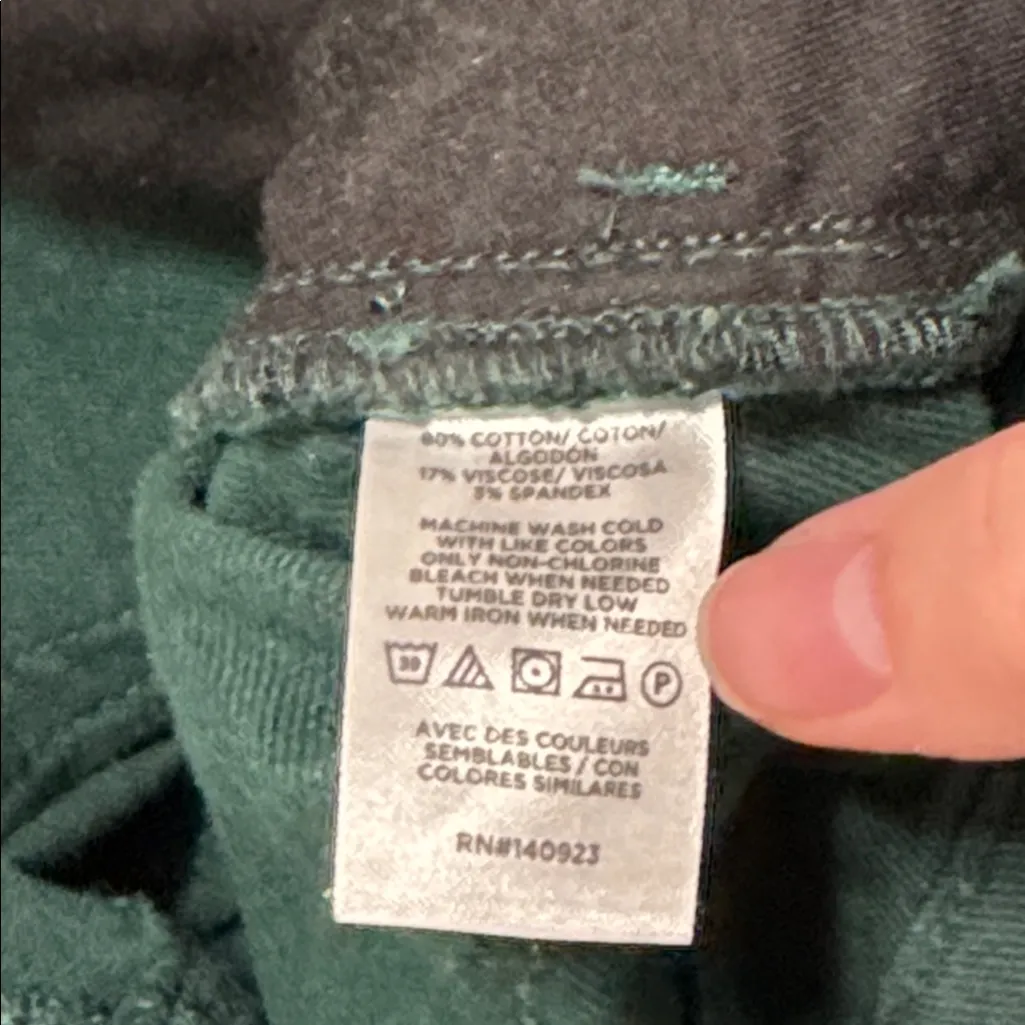 80% COTTON/ COTON/
ALGODÓN
17% VISCOSE/ VISCOSA
3% SPANDEX
MACHINE WASH COLD
WITH LIKE COLORS
ONLY NON-CHLORINE
BLEACH WHEN NEEDED
TUMBLE DRY LOW
WARM IRON WHEN NEEDED
30 P
AVEC DES COULEURS
SEMBLABLES / CON
COLORES SIMILARES
RN#140923